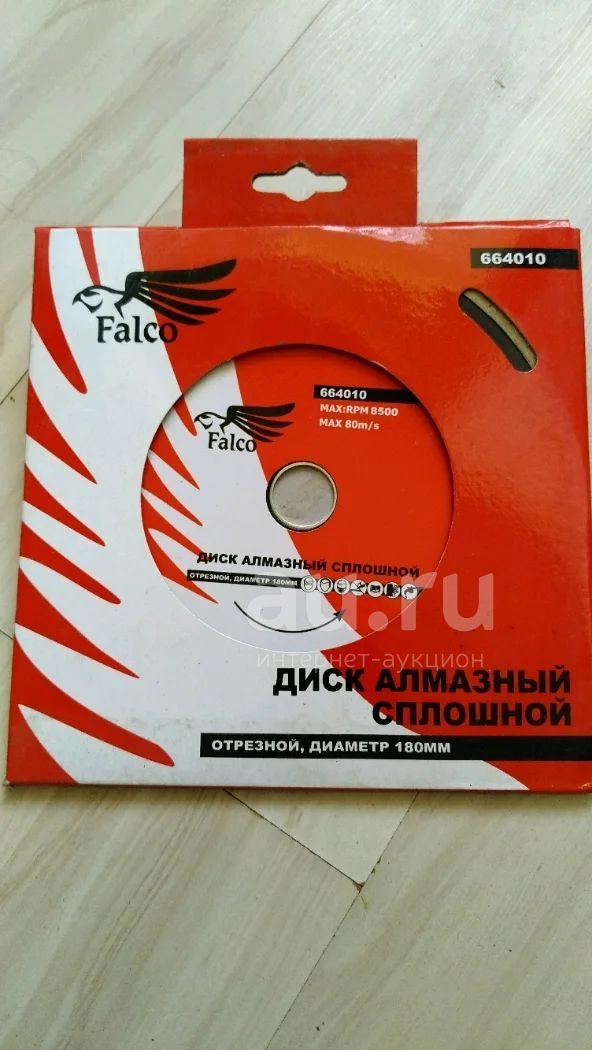 664010
Falco
664010
MAX:RPM 8500
MAX 80m/s
Falco
ДИСК АЛМАЗНЫЙ СПЛОШНОЙ
ОТРЕЗНОЙ, ДИАМЕТР 180ММ
au.ru
интернет-аукцион
ДИСК АЛМАЗНЫЙ
СПЛОШНОЙ
ОТРЕЗНОЙ, ДИАМЕТР 180ММ